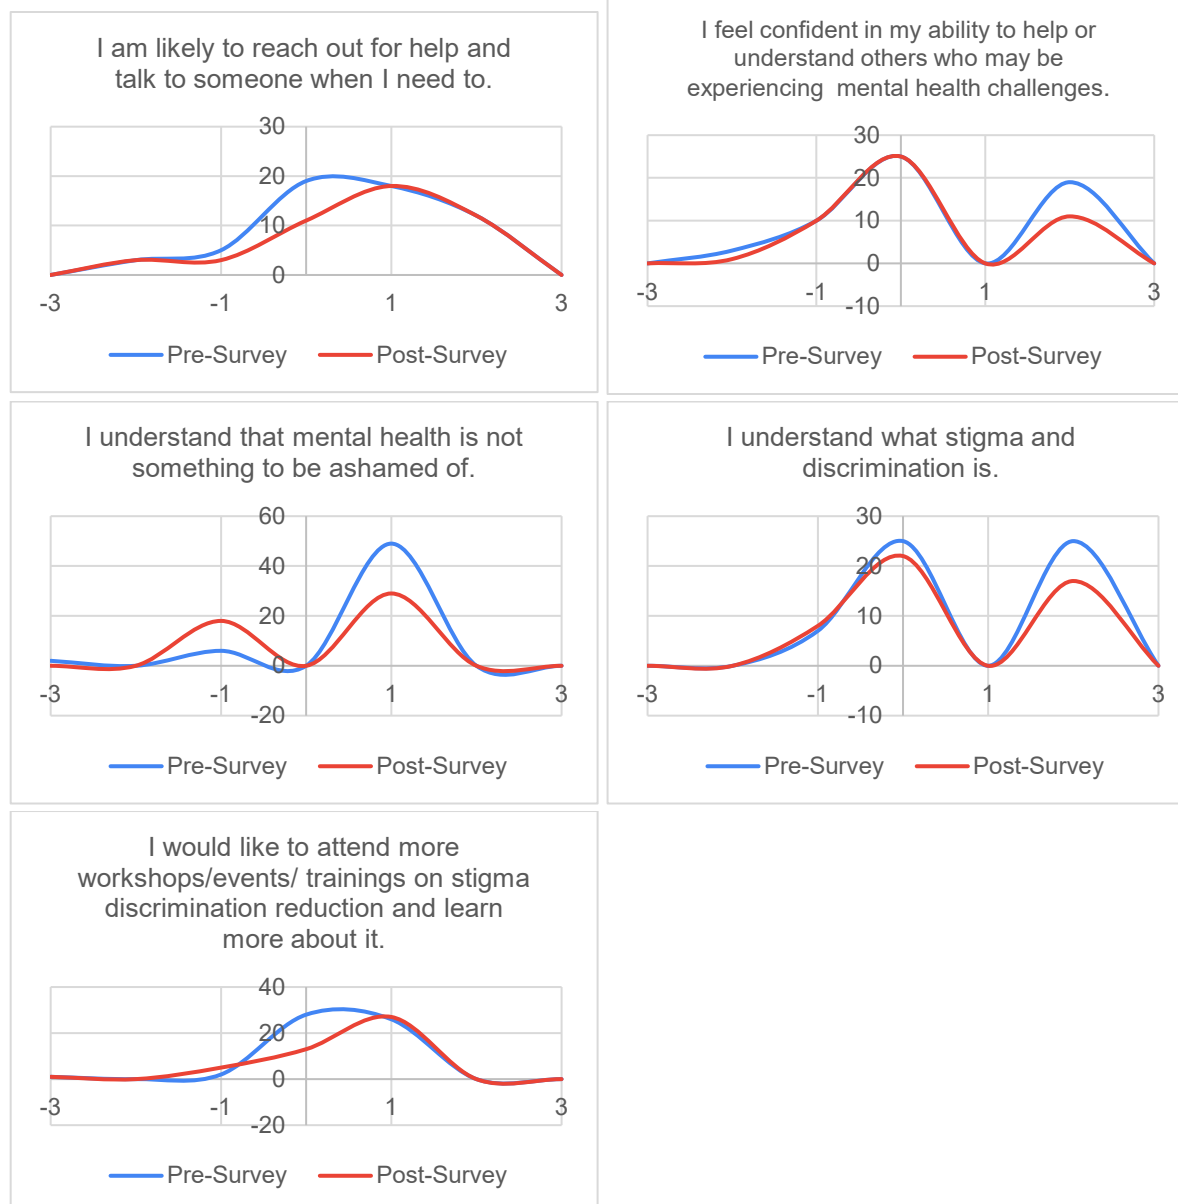 I am likely to reach out for help and
talk to someone when I need to.
30
20
10
0
-3 -1 1 3
Pre-Survey Post-Survey
I feel confident in my ability to help or
understand others who may be
experiencing mental health challenges.
30
20
10
0
-3 -1 1 3
-10
Pre-Survey Post-Survey
I understand that mental health is not
something to be ashamed of.
60
40
20
0
-3 -1 1 3
-20
Pre-Survey Post-Survey
I understand what stigma and
discrimination is.
30
20
10
0
-3 -1 1 3
-10
Pre-Survey Post-Survey
I would like to attend more
workshops/events/ trainings on stigma
discrimination reduction and learn
more about it.
40
20
0
-3 -1 1 3
-20
Pre-Survey Post-Survey